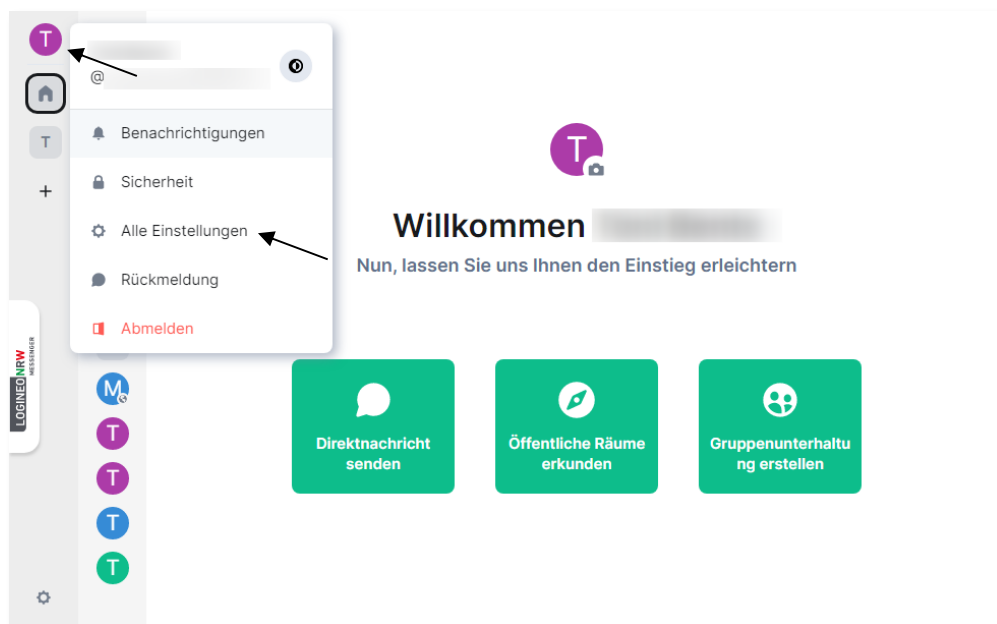 T
@
Benachrichtigungen
T
Sicherheit
Alle Einstellungen
Rückmeldung
Abmelden
T
Willkommen
Nun, lassen Sie uns Ihnen den Einstieg erleichtern
LOGINEO NRW
MESSENGER
Direktnachricht
senden
Öffentliche Räume
erkunden
Gruppenunterhaltu
ng erstellen
M
T
T
T
T